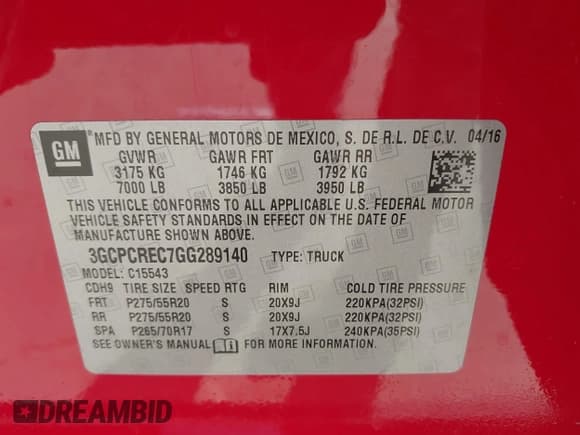 GM ® MFD BY GENERAL MOTORS DE MEXICO, S. DE R.L. DE C.V. 04/16
GVWR GAWR FRT GAWR RR
3175 KG 1746 KG 1792 KG
7000 LB 3850 LB 3950 LB
THIS VEHICLE CONFORMS TO ALL APPLICABLE U.S. FEDERAL MOTOR
VEHICLE SAFETY STANDARDS IN EFFECT ON THE DATE OF
MANUFACTURE SHOWN ABOVE.
3GCPCREC7GG289140 TYPE: TRUCK
MODEL: C15543
CDH9 TIRE SIZE SPEED RTG RIM COLD TIRE PRESSURE
FRT P275/55R20 S 20X9J 220KPA(32PSI)
RR P275/55R20 S 20X9J 220KPA(32PSI)
SPA P265/70R17 S 17X7.5J 240KPA(35PSI)
SEE OWNER'S MANUAL FOR MORE INFORMATION.
DREAMBID